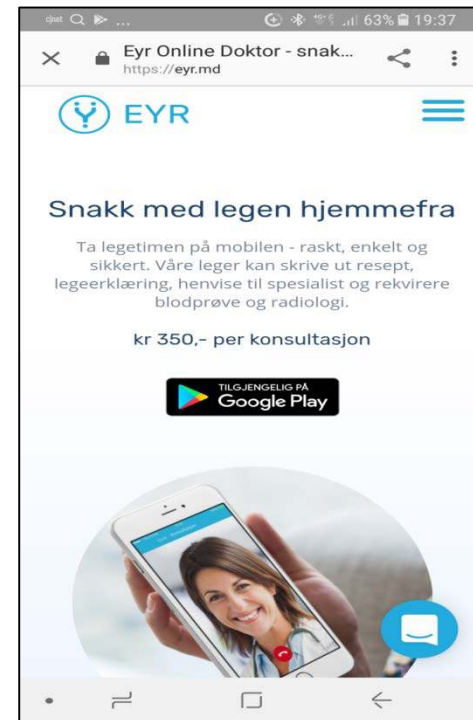 63% 19:37
Eyr Online Doktor - snak...
https://eyr.md
EYR
Snakk med legen hjemmefra
Ta legetimen på mobilen - raskt, enkelt og
sikkert. Våre leger kan skrive ut resept,
legeerklæring, henvise til spesialist og rekvirere
blodprøve og radiologi.
kr 350,- per konsultasjon
TILGJENGELIG PÅ
Google Play